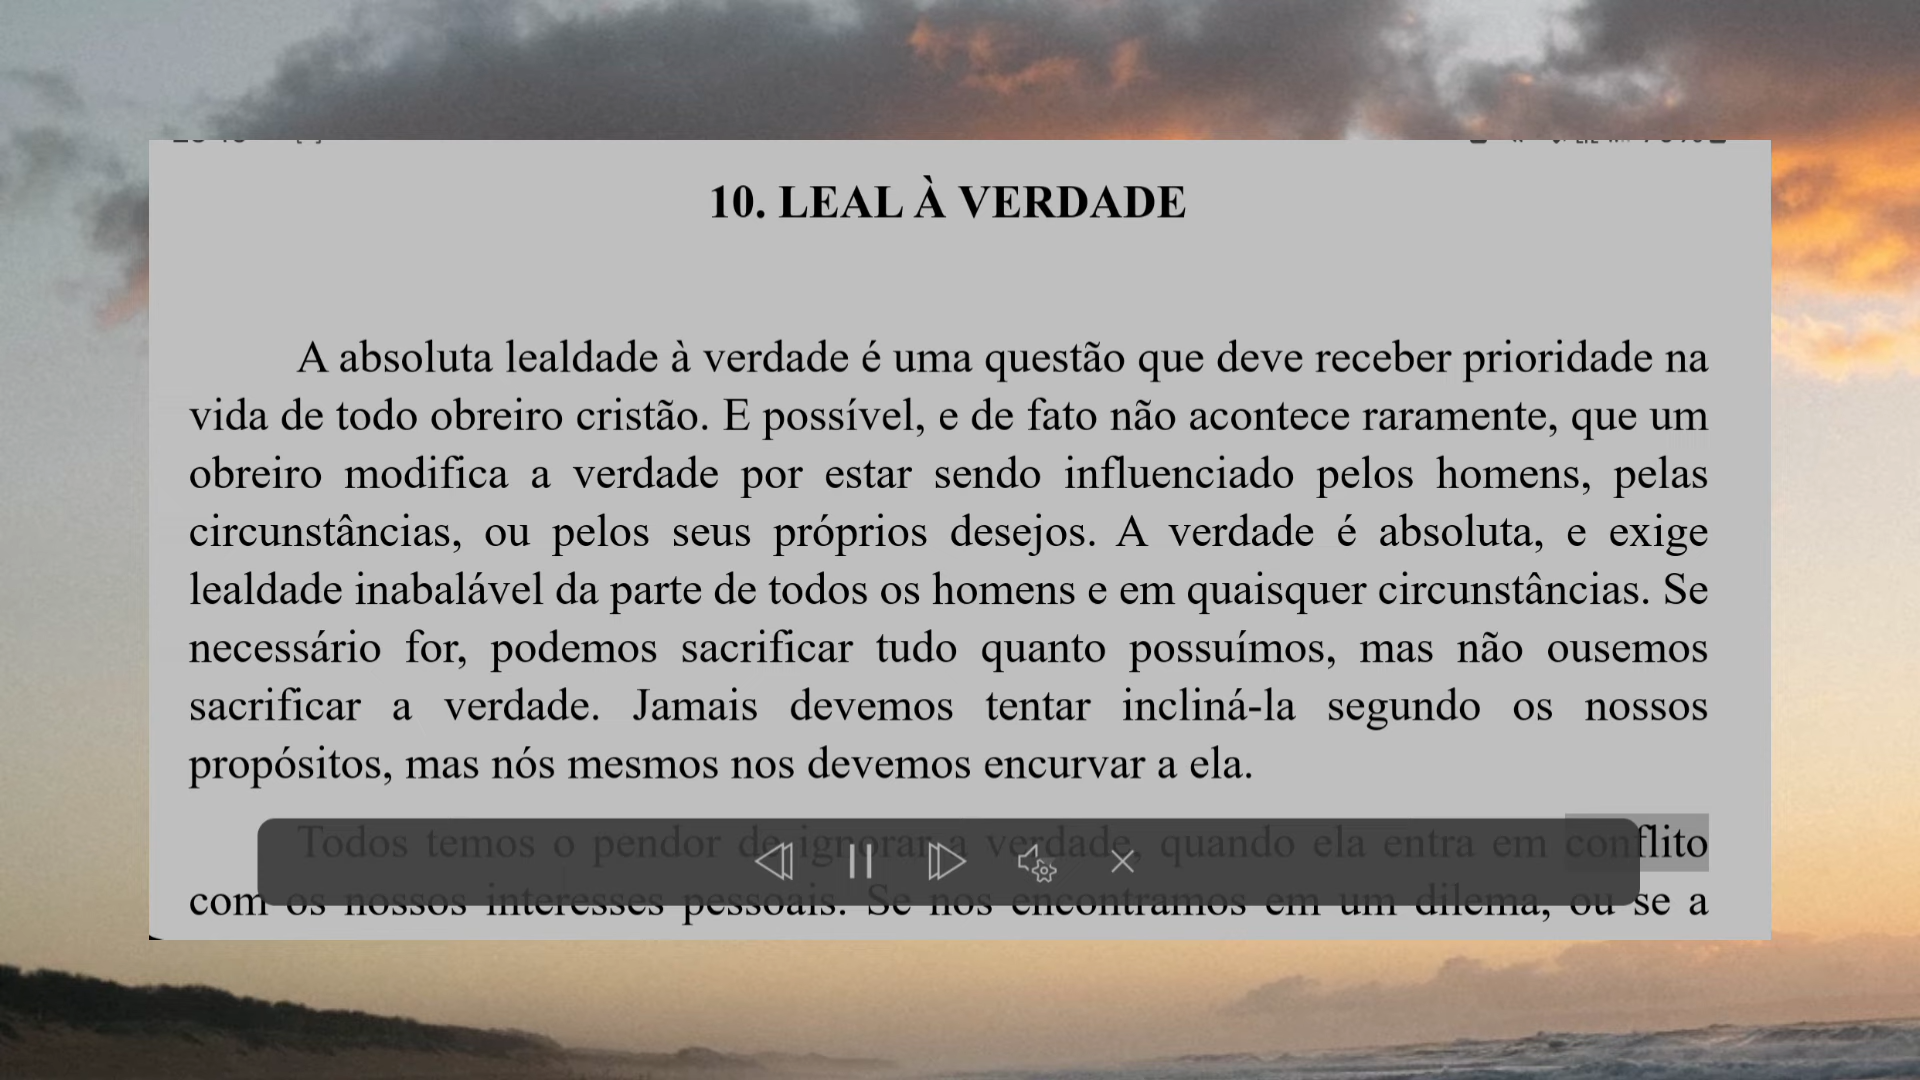 10. LEAL À VERDADE
A absoluta lealdade à verdade é uma questão que deve receber prioridade na
vida de todo obreiro cristão. E possível, e de fato não acontece raramente, que um
obreiro modifica a verdade por estar sendo influenciado pelos homens, pelas
circunstâncias, ou pelos seus próprios desejos. A verdade é absoluta, e exige
lealdade inabalável da parte de todos os homens e em quaisquer circunstâncias. Se
necessário for, podemos sacrificar tudo quanto possuímos, mas não ousemos
sacrificar a verdade. Jamais devemos tentar incliná-la segundo os nossos
propósitos, mas nós mesmos nos devemos encurvar a ela.
Todos temos o pendor de ignorar a verdade, quando ela entra em conflito
com os nossos interesses pessoais. Se nos encontramos em um dilema, ou se a